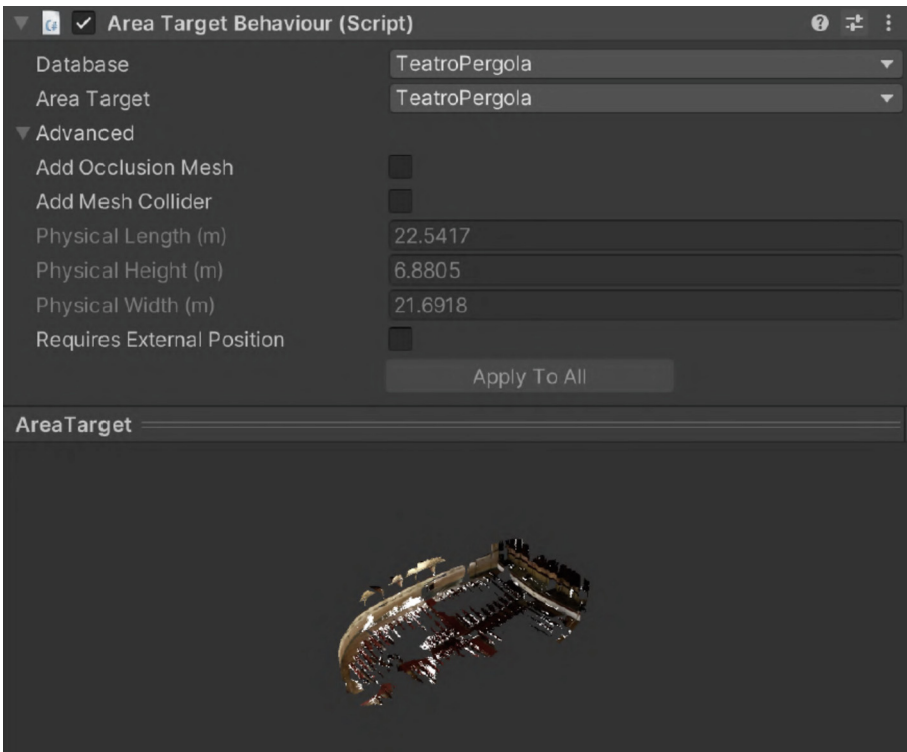 Area Target Behaviour (Script)
Database TeatroPergola
Area Target TeatroPergola
Advanced
Add Occlusion Mesh
Add Mesh Collider
Physical Length (m) 22.5417
Physical Height (m) 6.8805
Physical Width (m) 21.6918
Requires External Position
Apply To All
AreaTarget